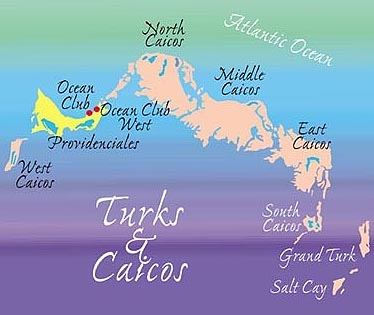 North
Caicos
Atlantic Ocean
Ocean
Club
Middle
Caicos
Ocean Club
West
East
Caicos
Providenciales
West
Caicos
Turks
&
Caicos
South
Caicos
Grand Turk
Salt Cay